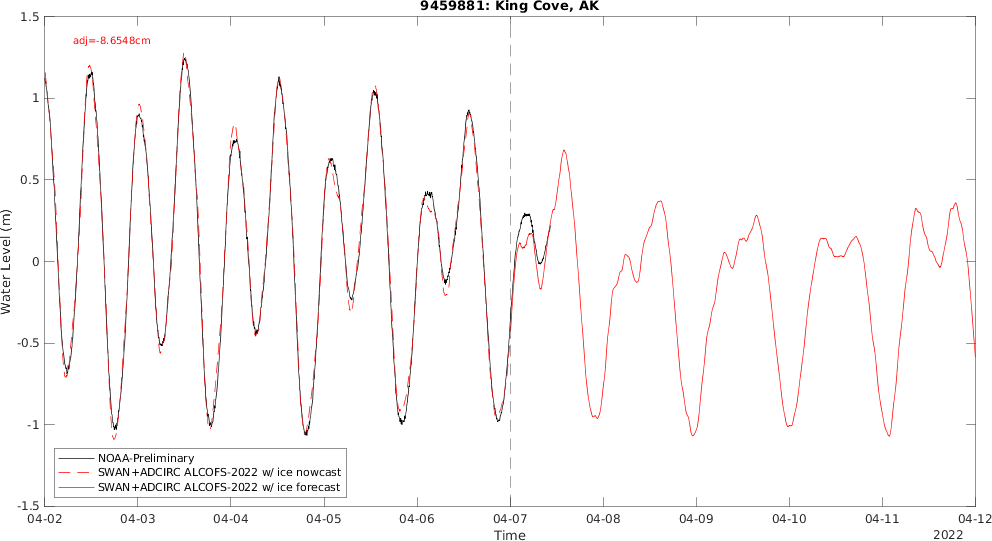 9459881: King Cove, AK
adj=-8.6548cm
1.5
1
0.5
0
-0.5
-1
-1.5
Water Level (m)
NOAA-Preliminary
SWAN+ADCIRC ALCOFS-2022 w/ ice nowcast
SWAN+ADCIRC ALCOFS-2022 w/ ice forecast
04-02 04-03 04-04 04-05 04-06 04-07 04-08 04-09 04-10 04-11 04-12
Time
2022